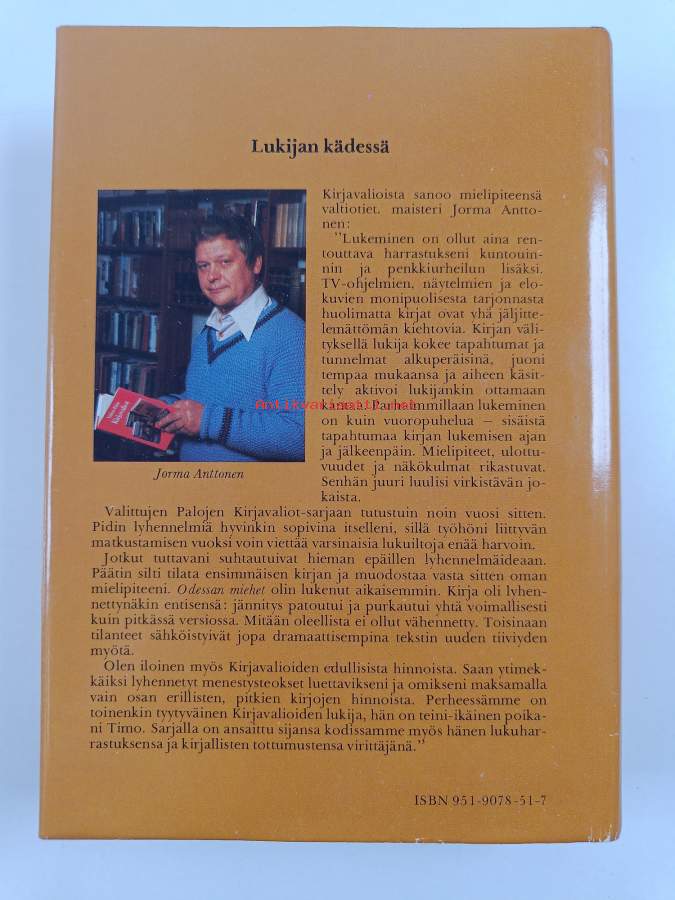 Lukijan kädessä
Kirjavalioista sanoo mielipiteensä
valtiotiet. maisteri Jorma Antto-
nen:
"Lukeminen on ollut aina ren-
touttava harrastukseni kuntouin-
nin ja penkkiurheilun lisäksi.
TV-ohjelmien, näytelmien ja elo-
kuvien monipuolisesta tarjonnasta
huolimatta kirjat ovat yhä jäljitte-
lemättömän kiehtovia. Kirjan väli-
tyksellä lukija kokee tapahtumat ja
tunnelmat alkuperäisinä, juoni
tempaa mukaansa ja aiheen käsit-
tely aktivoi lukijankin ottamaan
kantaa. Parhaimmillaan lukeminen
on kuin vuoropuhelua – sisäistä
tapahtumaa kirjan lukemisen ajan
ja jälkeenpäin. Mielipiteet, ulottu-
vuudet ja näkökulmat rikastuvat.
Senhän juuri luulisi virkistävän jo-
kaista.
Antikvariaatti.net
Jorma Anttonen
Valittujen Palojen Kirjavaliot-sarjaan tutustuin noin vuosi sitten.
Pidin lyhennelmiä hyvinkin sopivina itselleni, sillä työhöni liittyvän
matkustamisen vuoksi voin viettää varsinaisia lukuiltoja enää harvoin.
Jotkut tuttavani suhtautuivat hieman epäillen lyhennelmäideaan.
Päätin silti tilata ensimmäisen kirjan ja muodostaa vasta sitten oman
mielipiteeni. Odessan miehet olin lukenut aikaisemmin. Kirja oli lyhen-
nettynäkin entisensä: jännitys patoutui ja purkautui yhtä voimallisesti
kuin pitkässä versiossa. Mitään oleellista ei ollut vähennetty. Toisinaan
tilanteet sähköistyivät jopa dramaattisempina tekstin uuden tiiviyden
myötä.
Olen iloinen myös Kirjavalioiden edullisista hinnoista. Saan ytimek-
käiksi lyhennetyt menestysteokset luettavikseni ja omikseni maksamalla
vain osan erillisten, pitkien kirjojen hinnoista. Perheessämme on
toinenkin tyytyväinen Kirjavalioiden lukija, hän on teini-ikäinen poika-
ni Timo. Sarjalla on ansaittu sijansa kodissamme myös hänen lukuhar-
rastuksensa ja kirjallisten tottumustensa virittäjänä."
ISBN 951-9078-51-7